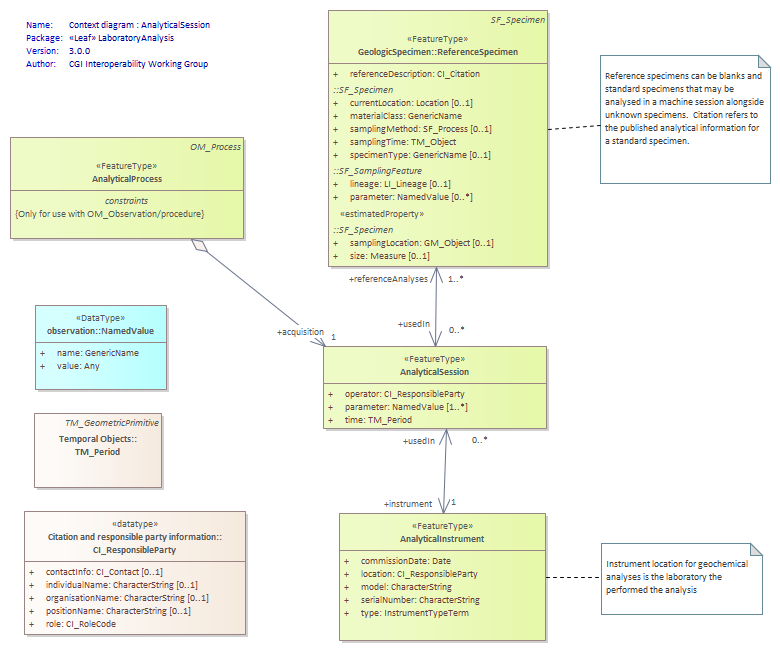 Name: Context diagram : AnalyticalSession
Package: «Leaf» LaboratoryAnalysis
Version: 3.0.0
Author: CGI Interoperability Working Group
SF_Specimen
«FeatureType»
GeologicSpecimen::ReferenceSpecimen
+ referenceDescription: CI_Citation
::SF_Specimen
+ currentLocation: Location [0..1]
+ materialClass: GenericName
+ samplingMethod: SF_Process [0..1]
+ samplingTime: TM_Object
+ specimenType: GenericName [0..1]
::SF_SamplingFeature
+ lineage: LI_Lineage [0..1]
+ parameter: NamedValue [0..*]
«estimatedProperty»
::SF_Specimen
+ samplingLocation: GM_Object [0..1]
+ size: Measure [0..1]
Reference specimens can be blanks and
standard specimens that may be
analysed in a machine session alongside
unknown specimens. Citation refers to
the published analytical information for
a standard specimen.
OM_Process
«FeatureType»
AnalyticalProcess
constraints
{Only for use with OM_Observation/procedure}
+referenceAnalyses 1..*
+usedIn 0..*
+acquisition 1
«DataType»
observation::NamedValue
+ name: GenericName
+ value: Any
«FeatureType»
AnalyticalSession
+ operator: CI_ResponsibleParty
+ parameter: NamedValue [1..*]
+ time: TM_Period
TM_GeometricPrimitive
Temporal Objects::
TM_Period
+usedIn 0..*
+instrument 1
«datatype»
Citation and responsible party information::
CI_ResponsibleParty
+ contactInfo: CI_Contact [0..1]
+ individualName: CharacterString [0..1]
+ organisationName: CharacterString [0..1]
+ positionName: CharacterString [0..1]
+ role: CI_RoleCode
«FeatureType»
AnalyticalInstrument
+ commissionDate: Date
+ location: CI_ResponsibleParty
+ model: CharacterString
+ serialNumber: CharacterString
+ type: InstrumentTypeTerm
Instrument location for geochemical
analyses is the laboratory the
performed the analysis